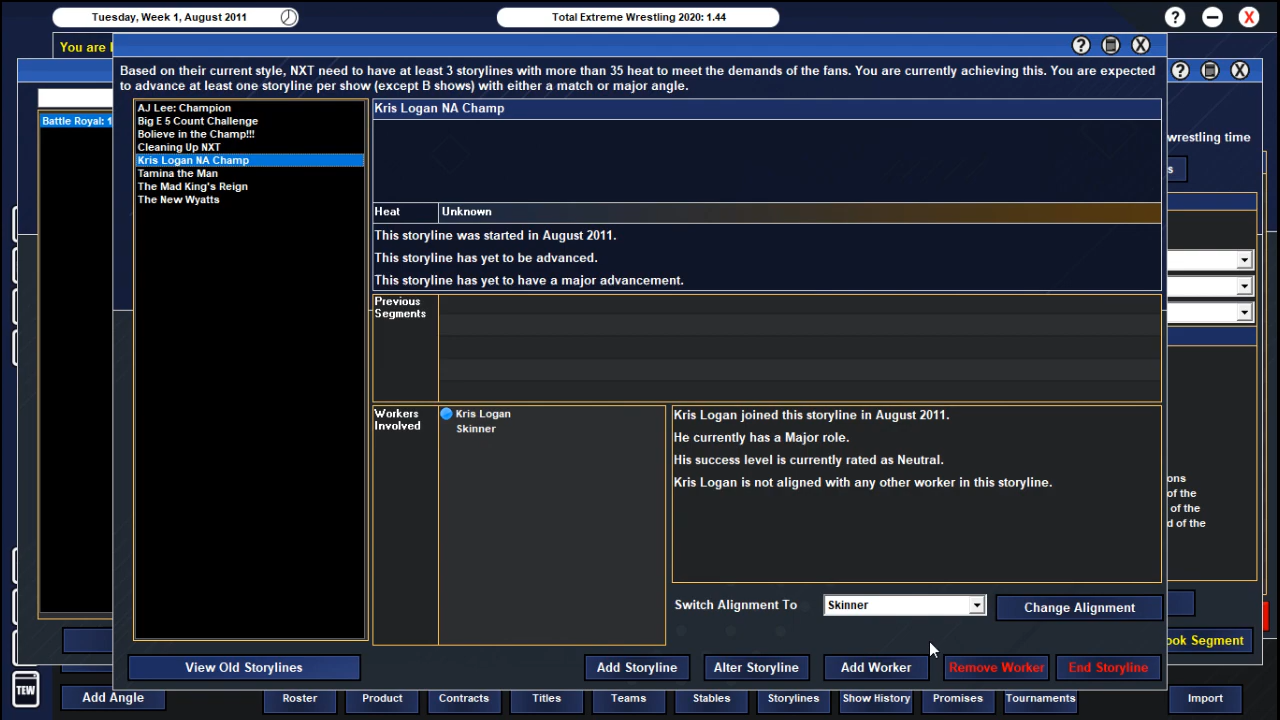 Tuesday, Week 1, August 2011
Total Extreme Wrestling 2020: 1.44
? X
You are
? X
Based on their current style, NXT need to have at least 3 storylines with more than 35 heat to meet the demands of the fans. You are currently achieving this. You are expected
to advance at least one storyline per show (except B shows) with either a match or major angle.
? X
AJ Lee: Champion
Big E 5 Count Challenge
Bolieve in the Champ!!!
Cleaning Up NXT
Kris Logan NA Champ
Tamina the Man
The Mad King's Reign
The New Wyatts
Kris Logan NA Champ
Battle Royal: 1
wrestling time
s
Heat Unknown
This storyline was started in August 2011.
This storyline has yet to be advanced.
This storyline has yet to have a major advancement.
Previous
Segments
Workers
Involved
Kris Logan
Skinner
Kris Logan joined this storyline in August 2011.
He currently has a Major role.
His success level is currently rated as Neutral.
Kris Logan is not aligned with any other worker in this storyline.
ons
of the
of the
d of the
Switch Alignment To Skinner Change Alignment
ook Segment
View Old Storylines Add Storyline Alter Storyline Add Worker Remove Worker End Storyline
TEW
Add Angle Roster Product Contracts Titles Teams Stables Storylines Show History Promises Tournaments Import